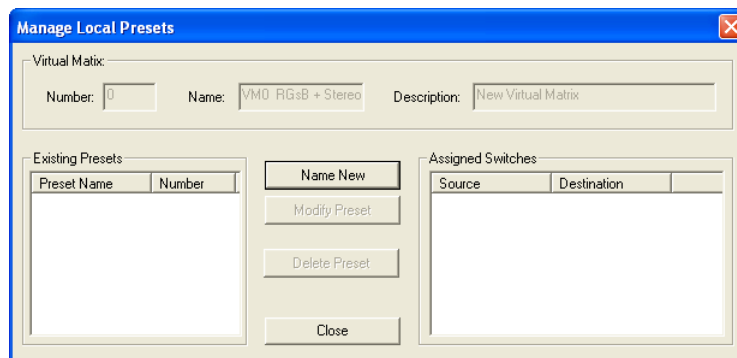 Manage Local Presets
Virtual Matix:
Number: 0 Name: VM0 RGsB + Stereo Description: New Virtual Matrix
Existing Presets
Preset Name Number
Name New
Modify Preset
Delete Preset
Close
Assigned Switches
Source Destination